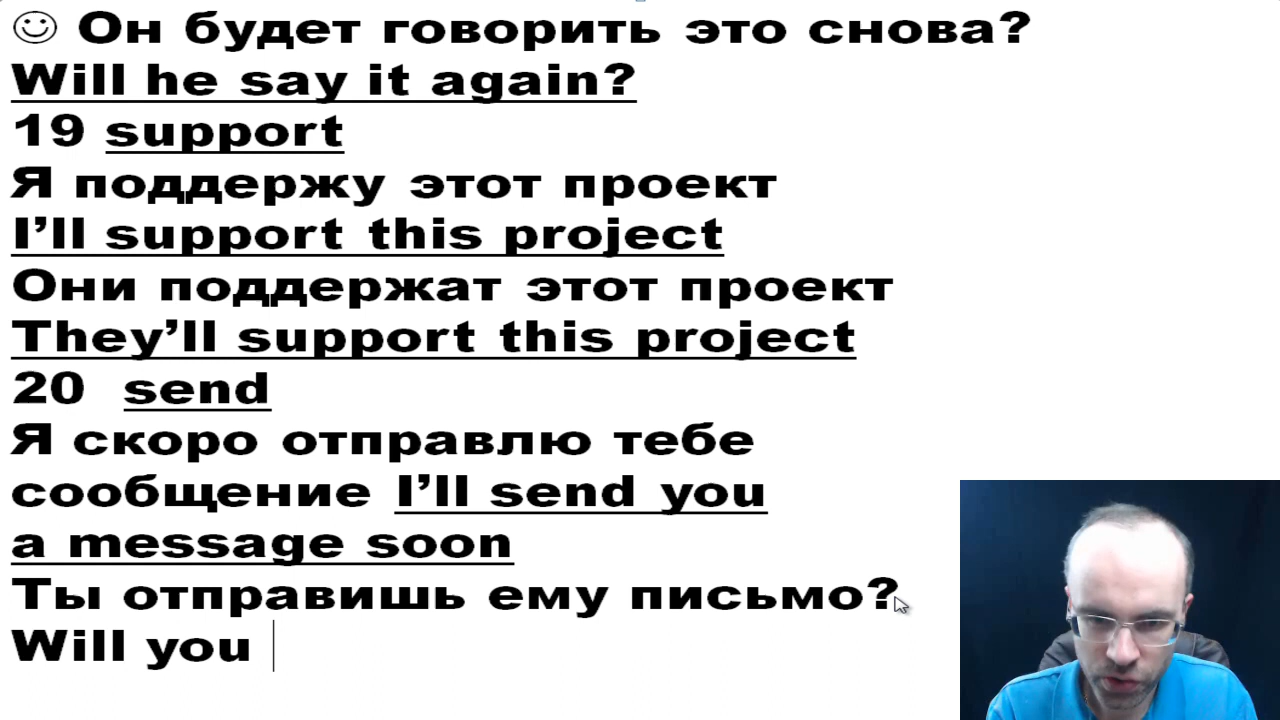 ☺ Он будет говорить это снова?
Will he say it again?
19 support
Я поддержу этот проект
I’ll support this project
Они поддержат этот проект
They’ll support this project
20 send
Я скоро отправлю тебе
сообщение I’ll send you
a message soon
Ты отправишь ему письмо?
Will you